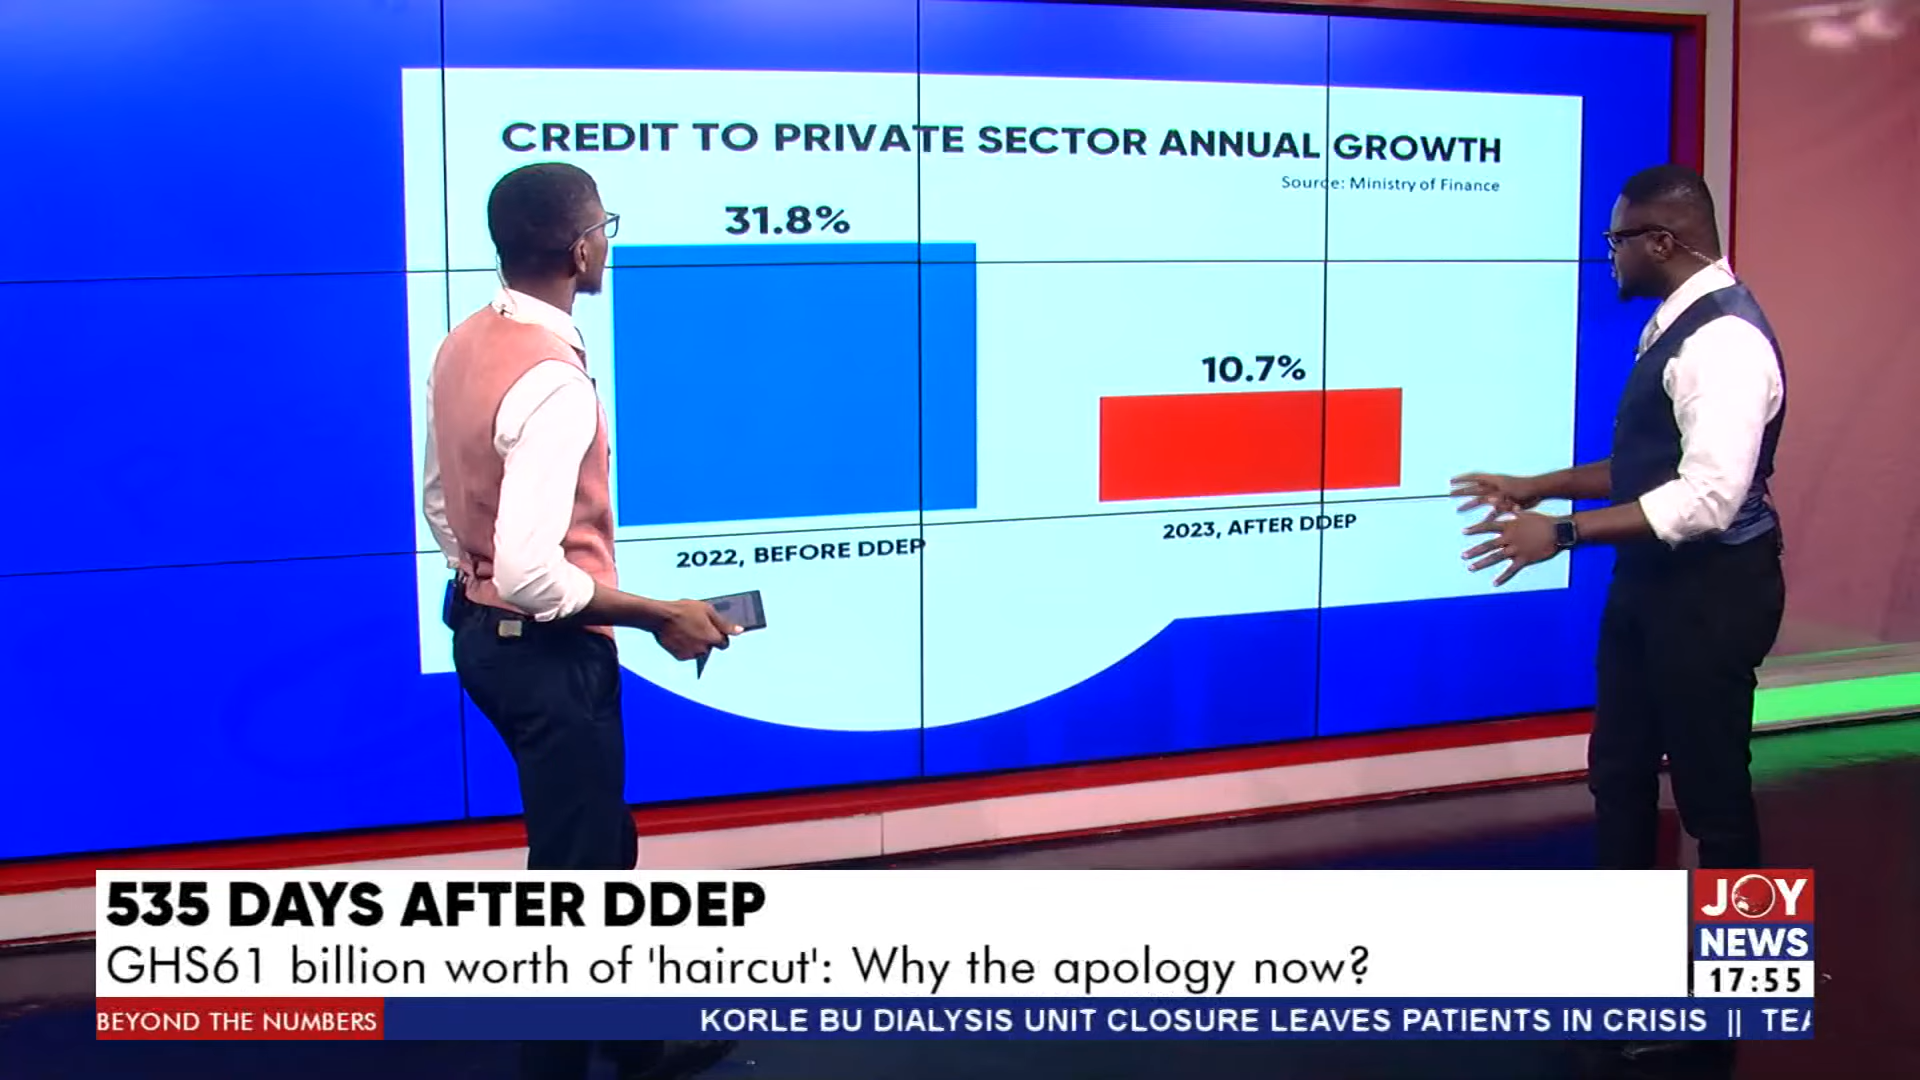 CREDIT TO PRIVATE SECTOR ANNUAL GROWTH
Source: Ministry of Finance
31.8%
10.7%
2022, BEFORE DDEP
2023, AFTER DDEP
535 DAYS AFTER DDEP
GHS61 billion worth of 'haircut': Why the apology now?
JOY
NEWS
17:55
BEYOND THE NUMBERS
KORLE BU DIALYSIS UNIT CLOSURE LEAVES PATIENTS IN CRISIS ||